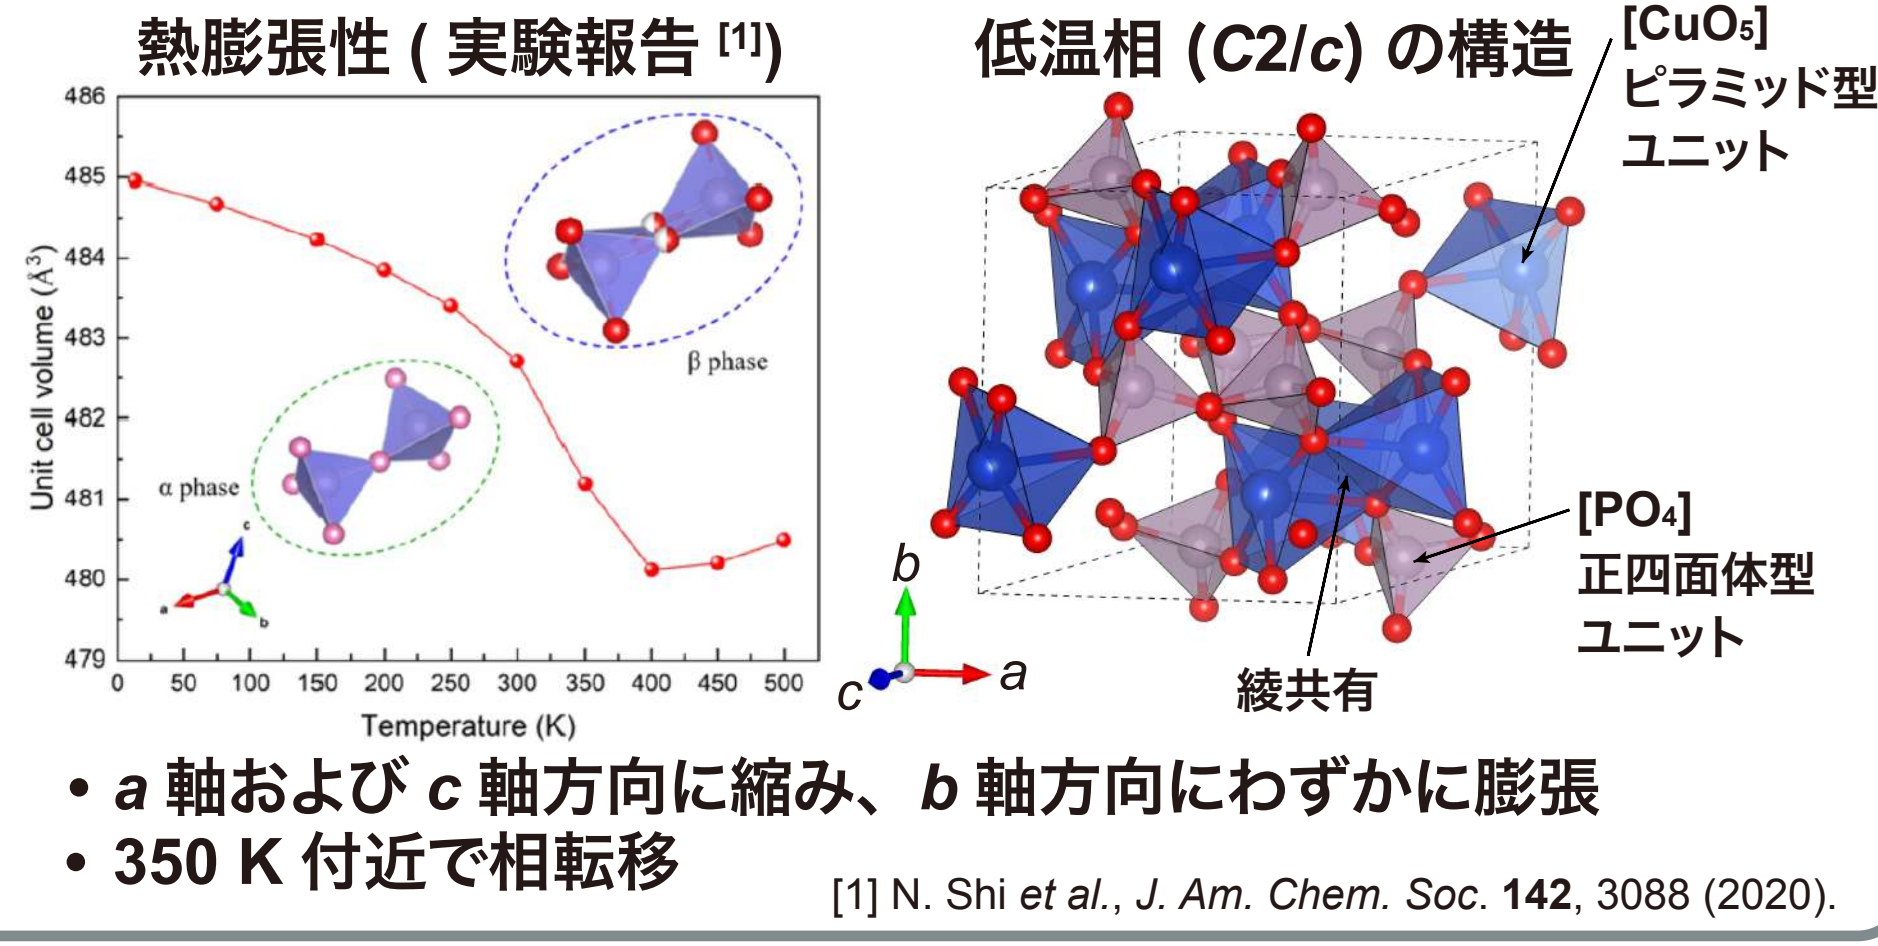 熱膨張性 ( 実験報告 [1])
486
485
484
483
482
481
480
479
Unit cell volume (Å3)
β phase
α phase
c
a
b
0 50 100 150 200 250 300 350 400 450 500
Temperature (K)
低温相 (C2/c) の構造
[CuO5]
ピラミッド型
ユニット
[PO4]
正四面体型
ユニット
綾共有
b
a
c
• a 軸および c 軸方向に縮み、b 軸方向にわずかに膨張
• 350 K 付近で相転移
[1] N. Shi et al., J. Am. Chem. Soc. 142, 3088 (2020).